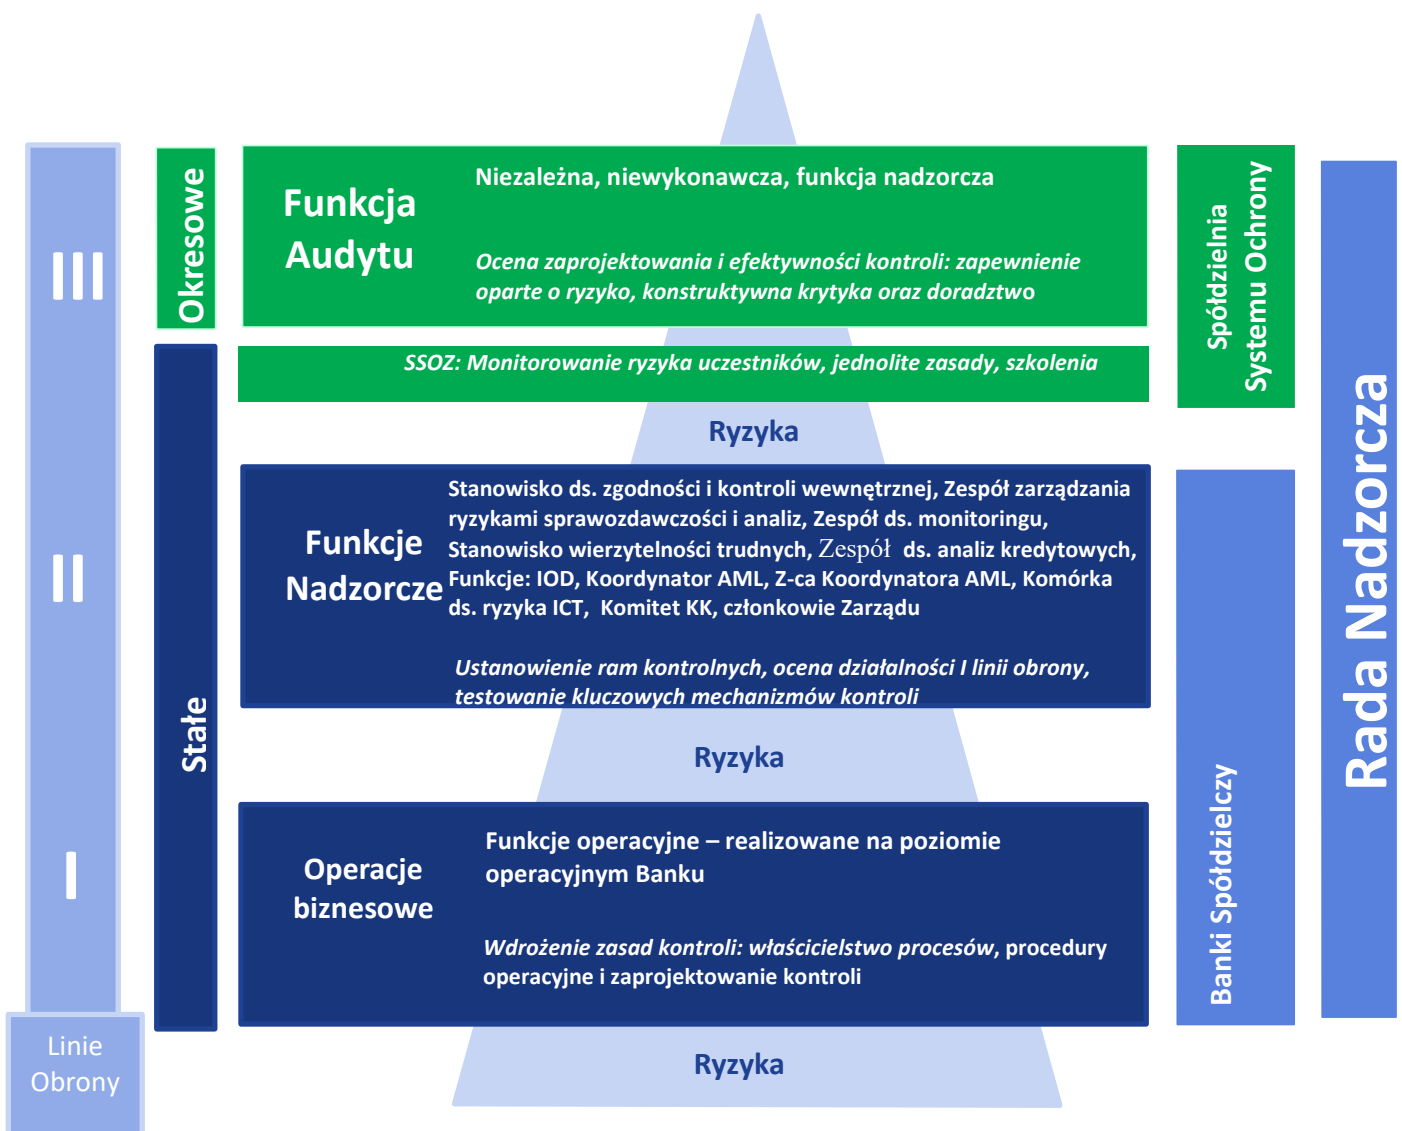 III
II
I
Linie
Obrony
Okresowe
Stałe
Funkcja
Audytu
Niezależna, niewykonawcza, funkcja nadzorcza
Ocena zaprojektowania i efektywności kontroli: zapewnienie
oparte o ryzyko, konstruktywna krytyka oraz doradztwo
SSOZ: Monitorowanie ryzyka uczestników, jednolite zasady, szkolenia
Ryzyka
Funkcje
Nadzorcze
Stanowisko ds. zgodności i kontroli wewnętrznej, Zespół zarządzania
ryzykami sprawozdawczości i analiz, Zespół ds. monitoringu,
Stanowisko wierzytelności trudnych, Zespół ds. analiz kredytowych,
Funkcje: IOD, Koordynator AML, Z-ca Koordynatora AML, Komórka
ds. ryzyka ICT, Komitet KK, członkowie Zarządu
Ustanowienie ram kontrolnych, ocena działalności I linii obrony,
testowanie kluczowych mechanizmów kontroli
Ryzyka
Operacje
biznesowe
Funkcje operacyjne – realizowane na poziomie
operacyjnym Banku
Wdrożenie zasad kontroli: właścicielstwo procesów, procedury
operacyjne i zaprojektowanie kontroli
Ryzyka
Spółdzielnia
Systemu Ochrony
Banki Spółdzielczy
Rada Nadzorcza